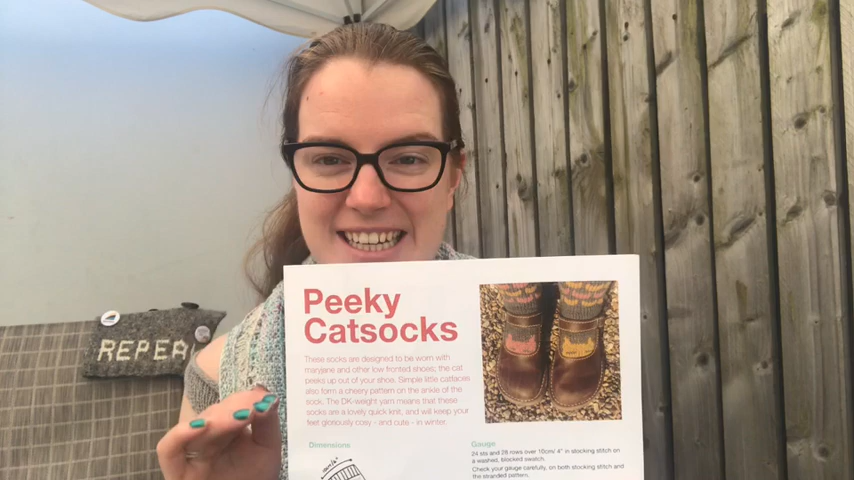 REPEA
Peeky
Catsocks
These socks are designed to be worn with
maryjane and other low fronted shoes; the cat
peeks up out of your shoe. Simple little catfaces
also form a cheery pattern on the ankle of the
sock. The DK-weight yarn means that these
socks are a lovely quick knit, and will keep your
feet gloriously cosy - and cute - in winter
Dimensions
Gauge
24 sts and 28 rows over 10cm/ 4" in stocking stitch on
a washed, blocked swatch.
Check your gauge carefully, on both stocking stitch and
the stranded pattern.